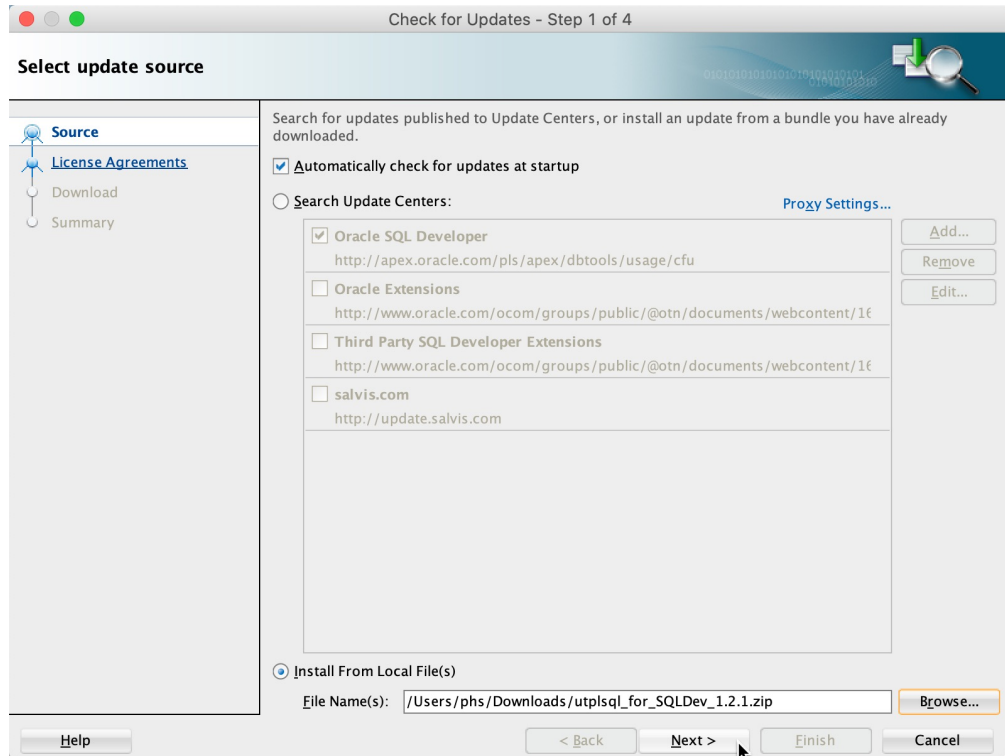 Check for Updates - Step 1 of 4
Select update source
Source
License Agreements
Download
Summary
Search for updates published to Update Centers, or install an update from a bundle you have already
downloaded.
Automatically check for updates at startup
Search Update Centers:
Proxy Settings...
Oracle SQL Developer
http://apex.oracle.com/pls/apex/dbtools/usage/cfu
Oracle Extensions
http://www.oracle.com/ocom/groups/public/@otn/documents/webcontent/16
Third Party SQL Developer Extensions
http://www.oracle.com/ocom/groups/public/@otn/documents/webcontent/16
salvis.com
http://update.salvis.com
Add...
Remove
Edit...
Install From Local File(s)
File Name(s): /Users/phs/Downloads/utplsql_for_SQLDev_1.2.1.zip Browse...
Help < Back Next > Finish Cancel